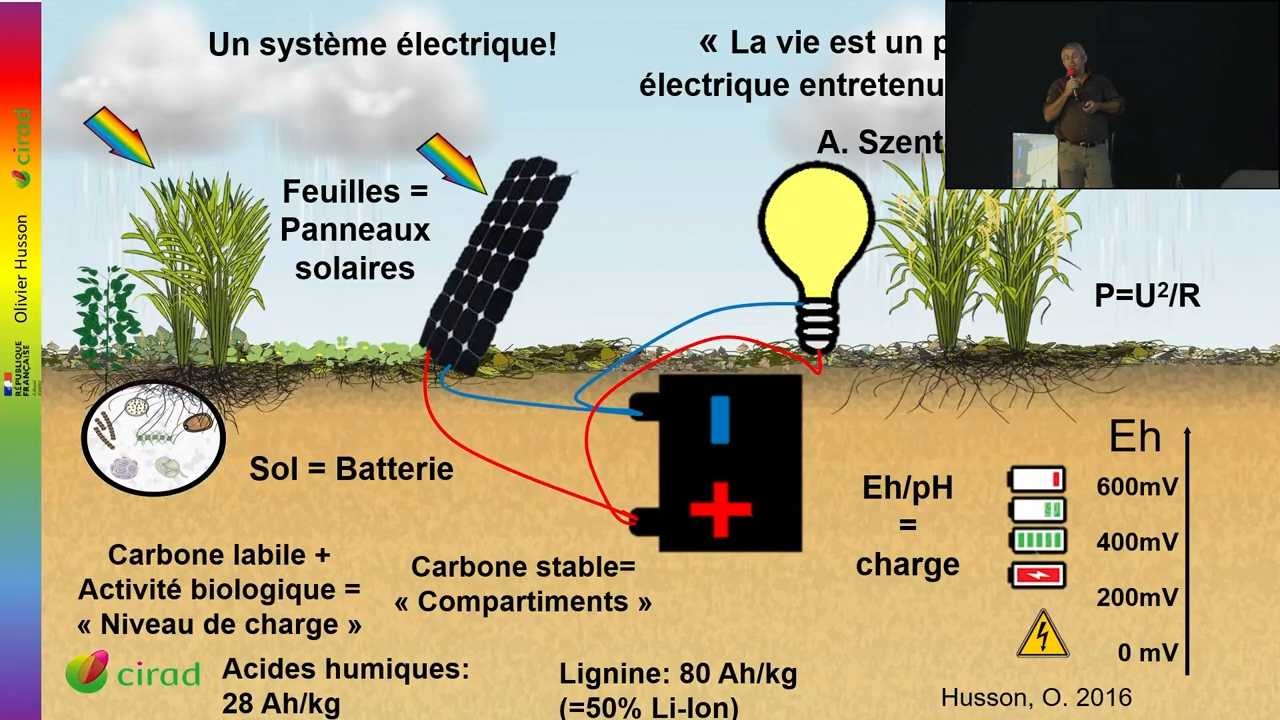 Un système électrique!
« La vie est un
électrique entretenu
A. Szent
Feuilles =
Panneaux
solaires
P=U²/R
Sol = Batterie
Eh
600mV
400mV
200mV
0 mV
Eh/pH
=
charge
Carbone labile +
Activité biologique =
« Niveau de charge »
Carbone stable=
« Compartiments »
cirad
Acides humiques:
28 Ah/kg
Lignine: 80 Ah/kg
(=50% Li-Ion)
Husson, O. 2016
cirad
Olivier Husson
RÉPUBLIQUE
FRANÇAISE